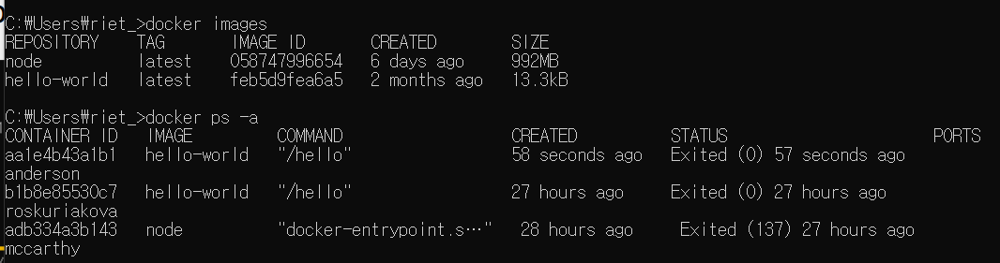 C:\Users\riet_>docker images
REPOSITORY    TAG       IMAGE ID       CREATED        SIZE
node          latest    058747996654   6 days ago     992MB
hello-world   latest    feb5d9fea6a5   2 months ago   13.3kB
C:\Users\riet_>docker ps -a
CONTAINER ID   IMAGE         COMMAND                  CREATED          STATUS                      PORTS
aa1e4b43a1b1   hello-world   "/hello"                 58 seconds ago   Exited (0) 57 seconds ago
anderson
b1b8e85530c7   hello-world   "/hello"                 27 hours ago     Exited (0) 27 hours ago
roskuriakova
adb334a3b143   node          "docker-entrypoint.s…"   28 hours ago     Exited (137) 27 hours ago
mccarthy